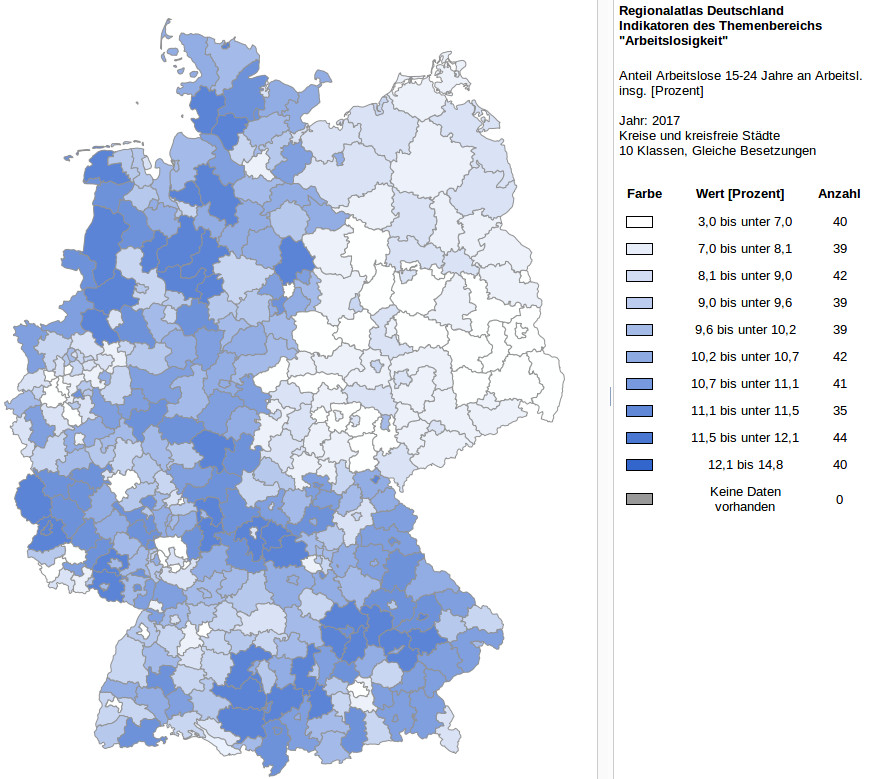 Regionalatlas Deutschland
Indikatoren des Themenbereichs
"Arbeitslosigkeit"
Anteil Arbeitslose 15-24 Jahre an Arbeitsl.
insg. [Prozent]
Jahr: 2017
Kreise und kreisfreie Städte
10 Klassen, Gleiche Besetzungen
Farbe Wert [Prozent] Anzahl
3,0 bis unter 7,0 40
7,0 bis unter 8,1 39
8,1 bis unter 9,0 42
9,0 bis unter 9,6 39
9,6 bis unter 10,2 39
10,2 bis unter 10,7 42
10,7 bis unter 11,1 41
11,1 bis unter 11,5 35
11,5 bis unter 12,1 44
12,1 bis 14,8 40
Keine Daten
vorhanden 0